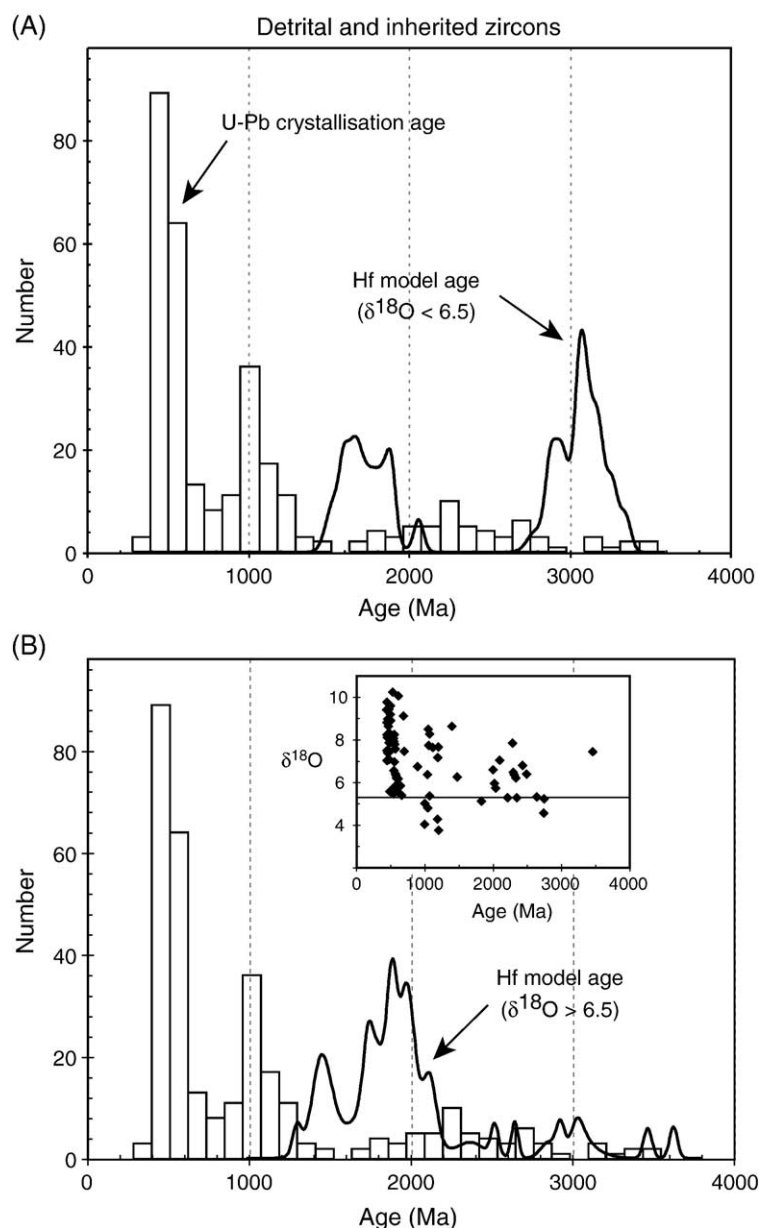 (A)
Detrital and inherited zircons
U-Pb crystallisation age
Hf model age
(δ18O < 6.5)
Number
80
60
40
20
0
0 1000 2000 3000 4000
Age (Ma)
(B)
10
8
6
4
δ18O
0 1000 2000 3000 4000
Age (Ma)
Hf model age
(δ18O > 6.5)
Number
80
60
40
20
0
0 1000 2000 3000 4000
Age (Ma)